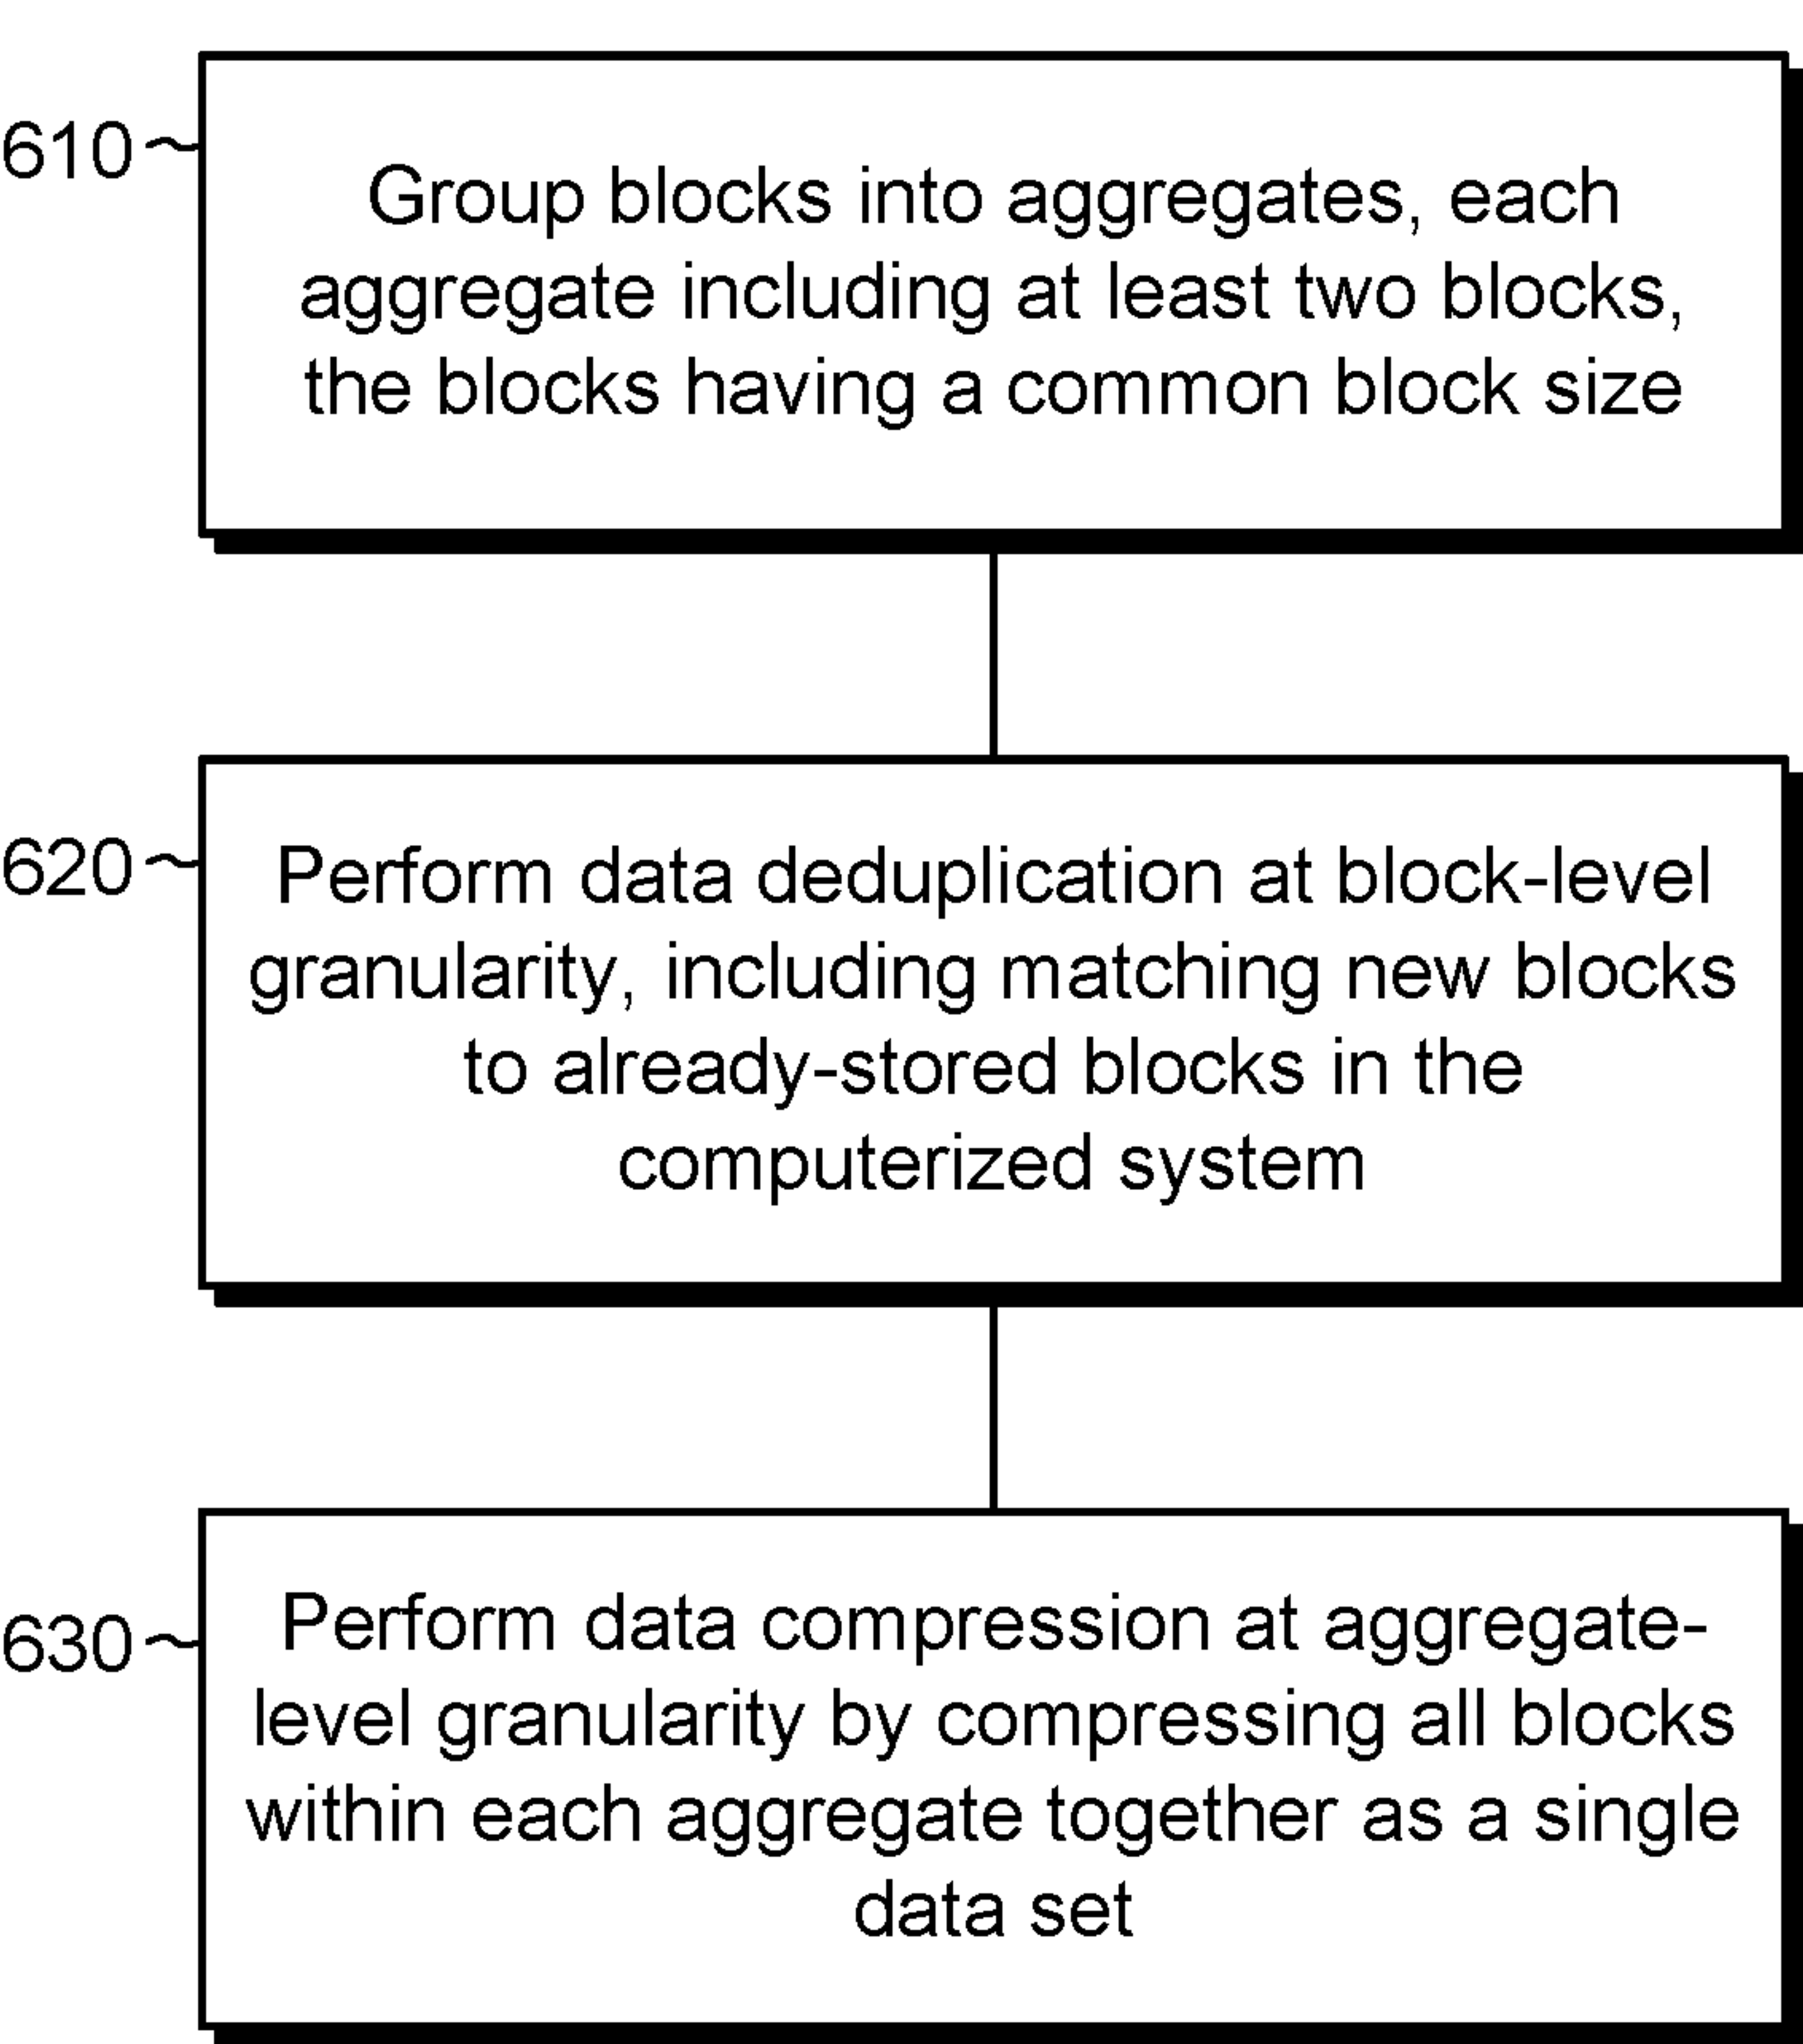 610
Group blocks into aggregates, each
aggregate including at least two blocks,
the blocks having a common block size
620
Perform data deduplication at block-level
granularity, including matching new blocks
to already-stored blocks in the
computerized system
630
Perform data compression at aggregate-
level granularity by compressing all blocks
within each aggregate together as a single
data set